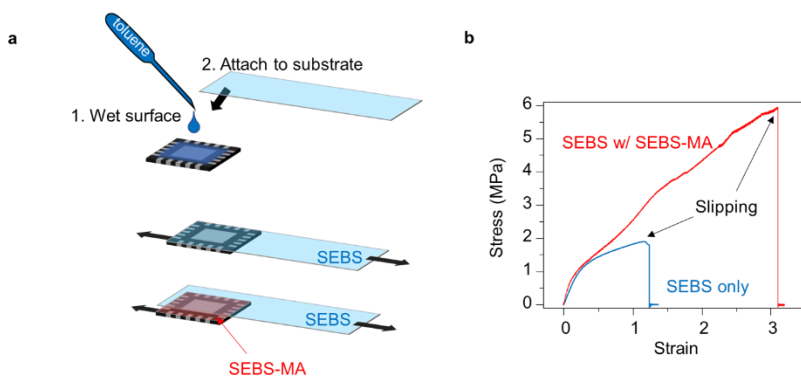 a
toluene
2. Attach to substrate
1. Wet surface
SEBS
SEBS
SEBS-MA
b
6
5
4
3
2
1
0
Stress (MPa)
SEBS w/ SEBS-MA
Slipping
SEBS only
0 1 2 3
Strain